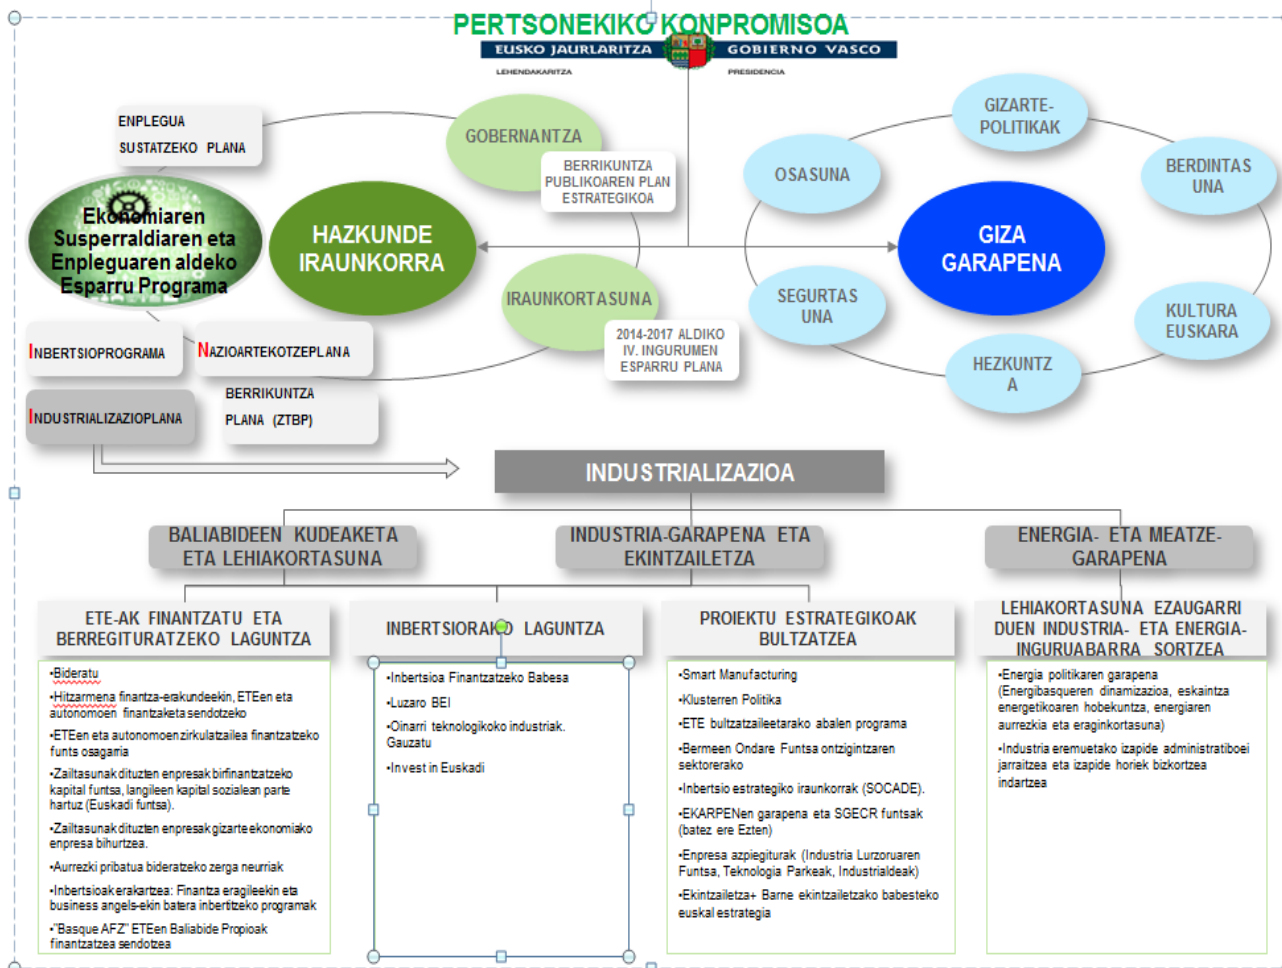 PERTSONEKIKO KONPROMISOA
EUSKO JAURLARITZA GOBIERNO VASCO
LEHENDAKARITZA PRESIDENCIA
ENPLEGUA
SUSTATZEKO PLANA
Ekonomiaren
Susperraldiaren eta
Enpleguaren aldeko
Esparru Programa
HAZKUNDE
IRAUNKORRA
GOBERNANTZA
BERRIKUNTZA
PUBLIKOAREN PLAN
ESTRATEGIKOA
IRAUNKORTASUNA
2014-2017 ALDIKO
IV. INGURUMEN
ESPARRU PLANA
INBERTSIOPROGRAMA
NAZIOARTEKOTZEPLANA
INDUSTRIALIZAZIOPLANA
BERRIKUNTZA
PLANA (ZTBP)
GIZARTE-
POLITIKAK
OSASUNA
BERDINTAS
UNA
GIZA
GARAPENA
SEGURTAS
UNA
KULTURA
EUSKARA
HEZKUNTZ
A
INDUSTRIALIZAZIOA
BALIABIDEEN KUDEAKETA
ETA LEHIAKORTASUNA
INDUSTRIA-GARAPENA ETA
EKINTZAILETZA
ENERGIA- ETA MEATZE-
GARAPENA
ETE-AK FINANTZATU ETA
BERREGITURATZEKO LAGUNTZA
•Bideratu
•Hitzarmena finantza-erakundeekin, ETEen eta
autonomoen finantzaketa sendotzeko
•ETEen eta autonomoen zirkulatzailea finantzatzeko
funts osagarria
•Zailtasunak dituzten enpresak birfinantzatzeko
kapital funtsa, langileen kapital sozialean parte
hartuz (Euskadi funtsa).
•Zailtasunak dituzten enpresak gizarte ekonomiako
enpresa bihurtzea.
•Aurrezki pribatua bideratzeko zerga neurriak
•Inbertsioak erakartzea: Finantza eragileekin eta
business angels-ekin batera inbertitzeko programak
•"Basque AFZ" ETEen Baliabide Propioak
finantzatzea sendotzea
INBERTSIORAKO LAGUNTZA
•Inbertsioa Finantzatzeko Babesa
•Luzaro BEI
•Oinarri teknologikoko industriak.
Gauzatu
•Invest in Euskadi
PROIEKTU ESTRATEGIKOAK
BULTZATZEA
•Smart Manufacturing
•Klusterren Politika
•ETE bultzatzaileetarako abalen programa
•Bermeen Ondare Funtsa ontzigintzaren
sektorerako
•Inbertsio estrategiko iraunkorrak (SOCADE).
•EKARPENen garapena eta SGECR funtsak
(batez ere Ezten)
•Enpresa azpiegiturak (Industria Lurzoruaren
Funtsa, Teknologia Parkeak, Industrialdeak)
•Ekintzailetza+ Barne ekintzailetzako babesteko
euskal estrategia
LEHIAKORTASUNA EZAUGARRI
DUEN INDUSTRIA- ETA ENERGIA-
INGURUABARRA SORTZEA
•Energia politikaren garapena
(Energibasqueren dinamizazioa, eskaintza
energetikoaren hobekuntza, energiaren
aurrezkia eta eraginkortasuna)
•Industria eremuetako izapide administratiboei
jarraitzea eta izapide horiek bizkortzea
indartzea